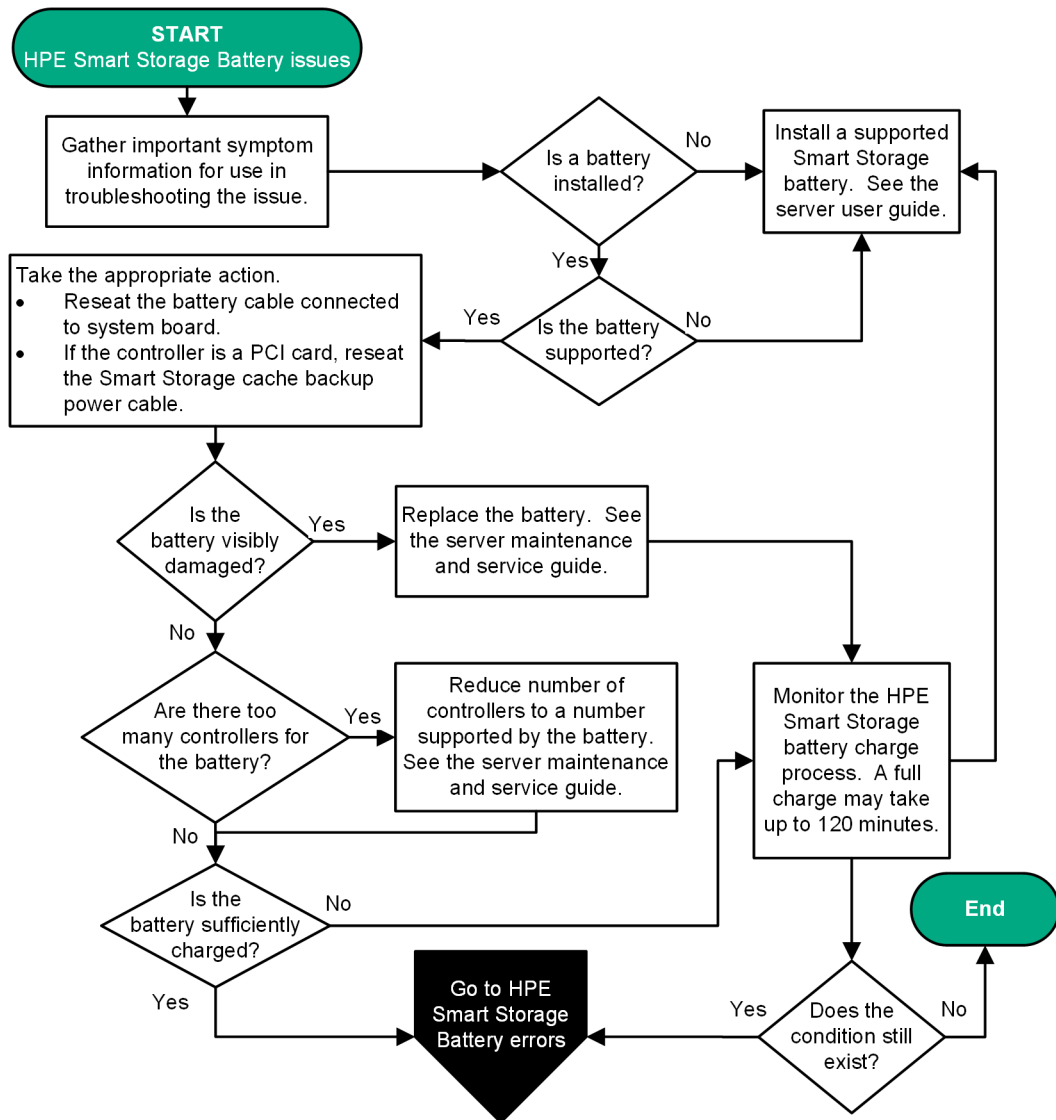 START
HPE Smart Storage Battery issues
Gather important symptom
information for use in
troubleshooting the issue.
Is a battery
installed?
No
Yes
Install a supported
Smart Storage
battery.  See the
server user guide.
Is the battery
supported?
Yes
No
Take the appropriate action.
• Reseat the battery cable connected
to system board.
• If the controller is a PCI card, reseat
the Smart Storage cache backup
power cable.
Is the
battery visibly
damaged?
Yes
No
Replace the battery.  See
the server maintenance
and service guide.
Are there too
many controllers for
the battery?
Yes
No
Reduce number of
controllers to a number
supported by the battery.
See the server maintenance
and service guide.
Monitor the HPE
Smart Storage
battery charge
process.  A full
charge may take
up to 120 minutes.
Is the
battery sufficiently
charged?
No
Yes
Go to HPE
Smart Storage
Battery errors
Does the
condition still
exist?
Yes
No
End